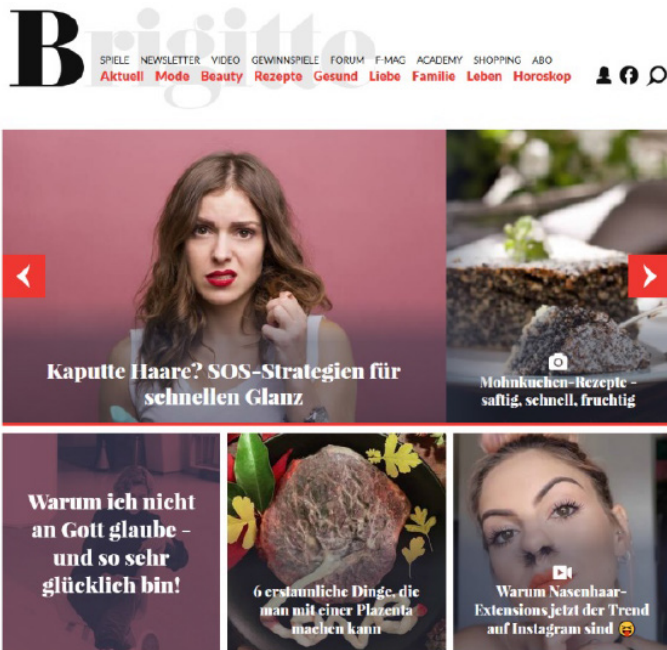 Brigitte
SPIELE NEWSLETTER VIDEO GEWINNSPIELE FORUM F-MAG ACADEMY SHOPPING ABO
Aktuell Mode Beauty Rezepte Gesund Liebe Familie Leben Horoskop
Kaputte Haare? SOS-Strategien für
schnellen Glanz
Mohnkuchen-Rezepte -
saftig, schnell, fruchtig
Warum ich nicht
an Gott glaube -
und so sehr
glücklich bin!
6 erstaunliche Dinge, die
man mit einer Plazenta
machen kann
Warum Nasenhaar-
Extensions jetzt der Trend
auf Instagram sind 😝